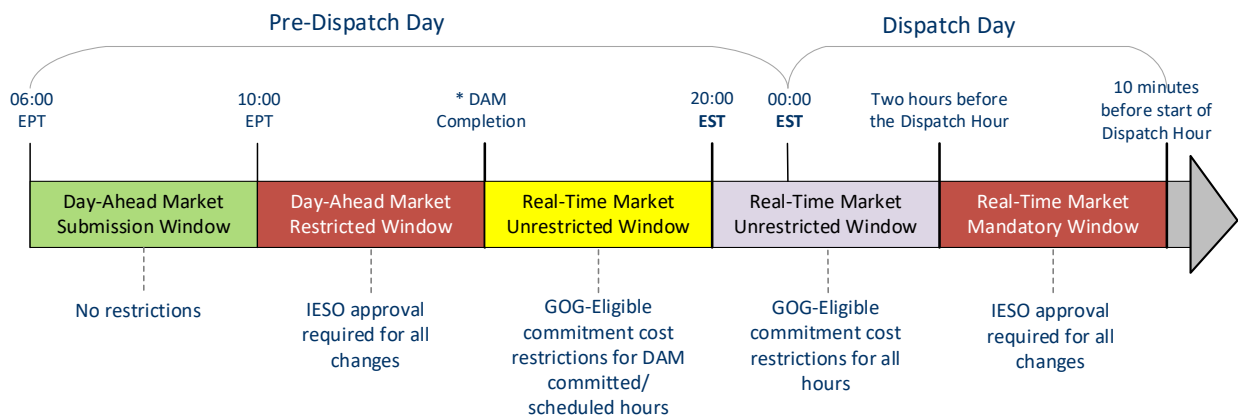 Pre-Dispatch Day
Dispatch Day
06:00
EPT
10:00
EPT
* DAM
Completion
20:00
EST
00:00
EST
Two hours before
the Dispatch Hour
10 minutes
before start of
Dispatch Hour
Day-Ahead Market
Submission Window
Day-Ahead Market
Restricted Window
Real-Time Market
Unrestricted Window
Real-Time Market
Unrestricted Window
Real-Time Market
Mandatory Window
No restrictions
IESO approval
required for all
changes
GOG-Eligible
commitment cost
restrictions for DAM
committed/
scheduled hours
GOG-Eligible
commitment cost
restrictions for all
hours
IESO approval
required for all
changes